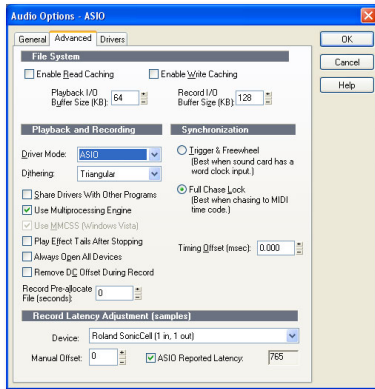 Audio Options - ASIO
General Advanced Drivers
OK
Cancel
Help
File System
Enable Read Caching
Enable Write Caching
Playback I/O
Buffer Size (KB): 64
Record I/O
Buffer Size (KB): 128
Playback and Recording
Driver Mode: ASIO
Dithering: Triangular
Share Drivers With Other Programs
Use Multiprocessing Engine
Use MMCSS (Windows Vista)
Play Effect Tails After Stopping
Always Open All Devices
Remove DC Offset During Record
Record Pre-allocate
File (seconds): 0
Synchronization
Trigger & Freewheel
(Best when sound card has a
word clock input.)
Full Chase Lock
(Best when chasing to MIDI
time code.)
Timing Offset (msec): 0.000
Record Latency Adjustment (samples)
Device: Roland SonicCell (1 in, 1 out)
Manual Offset: 0
ASIO Reported Latency: 765